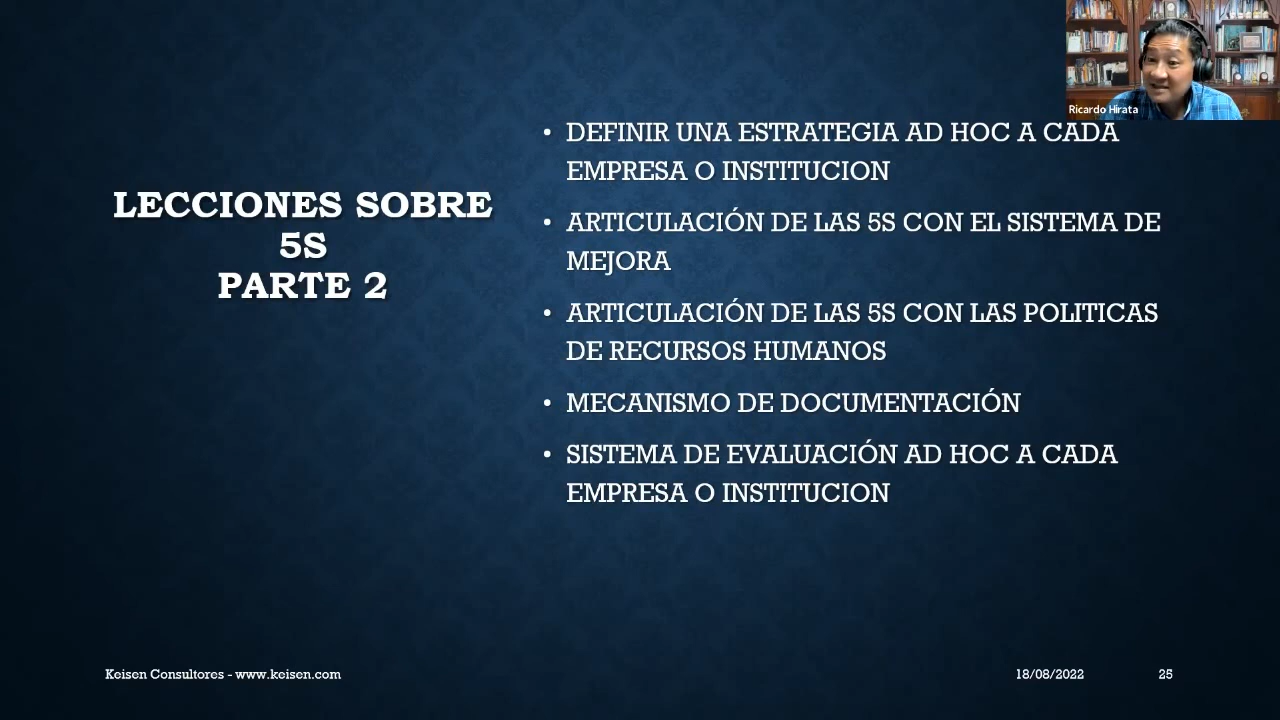 Ricardo Hirata
LECCIONES SOBRE
5S
PARTE 2
• DEFINIR UNA ESTRATEGIA AD HOC A CADA
EMPRESA O INSTITUCION
• ARTICULACIÓN DE LAS 5S CON EL SISTEMA DE
MEJORA
• ARTICULACIÓN DE LAS 5S CON LAS POLITICAS
DE RECURSOS HUMANOS
• MECANISMO DE DOCUMENTACIÓN
• SISTEMA DE EVALUACIÓN AD HOC A CADA
EMPRESA O INSTITUCION
Keisen Consultores - www.keisen.com
18/08/2022
25